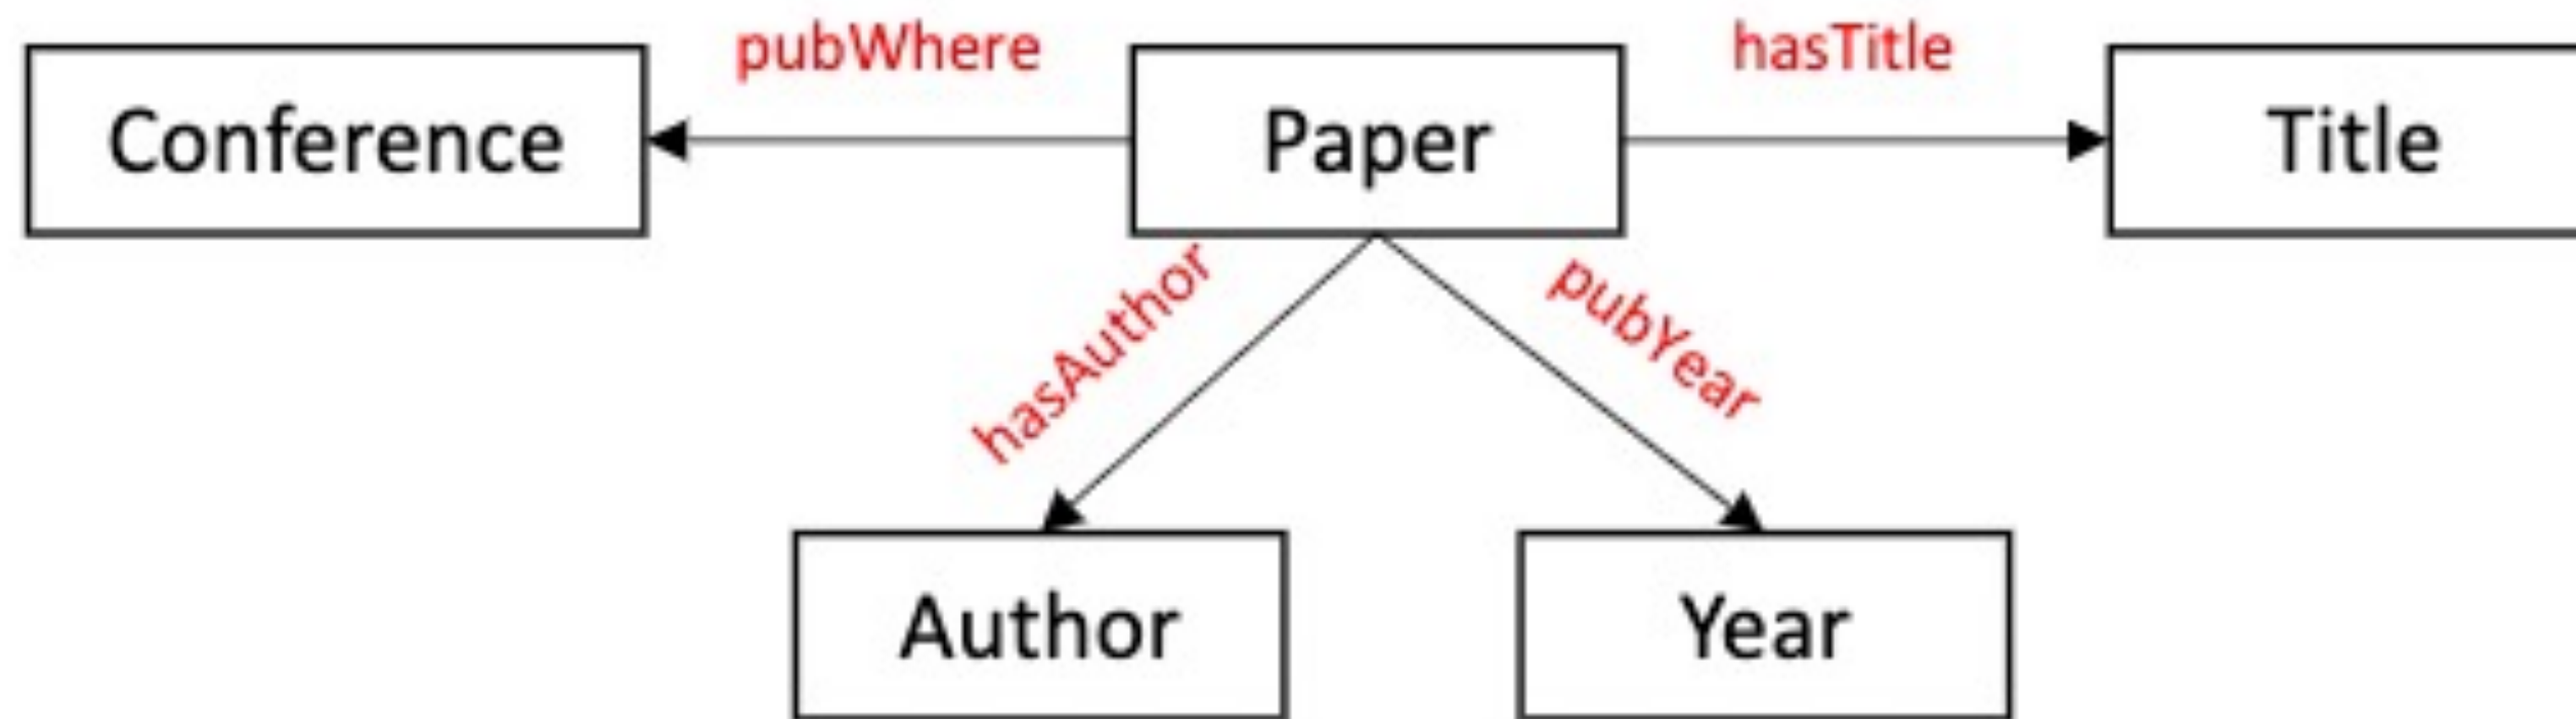 pubWhere
hasTitle
Conference
Paper
Title
hasAuthor
pubYear
Author
Year